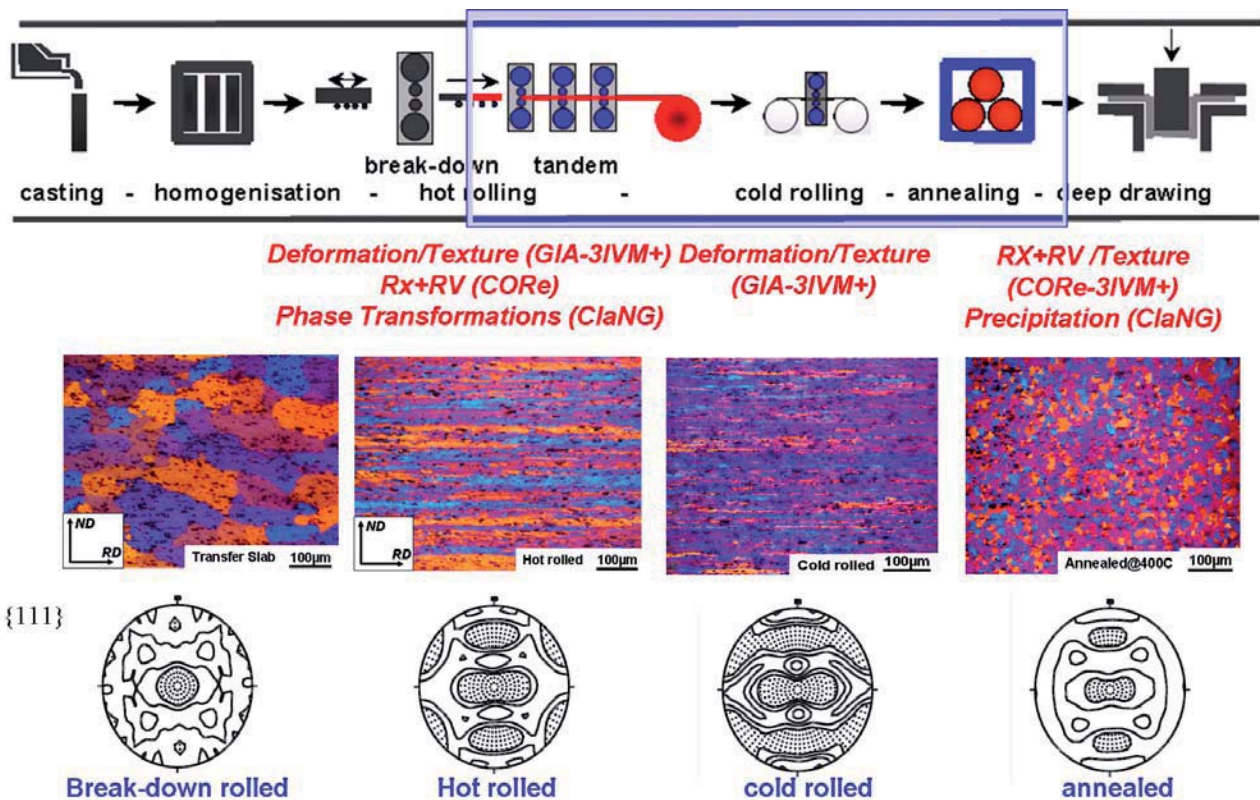 break-down tandem
casting - homogenisation - hot rolling - cold rolling - annealing - deep drawing
Deformation/Texture (GIA-3IVM+) Deformation/Texture RX+RV /Texture
Rx+RV (CORe) (GIA-3IVM+) (CORe-3IVM+)
Phase Transformations (ClaNG) Precipitation (ClaNG)
ND
RD
Transfer Slab 100µm
ND
RD
Hot rolled 100µm
Cold rolled 100µm
Annealed@400C 100µm
{111}
Break-down rolled Hot rolled cold rolled annealed